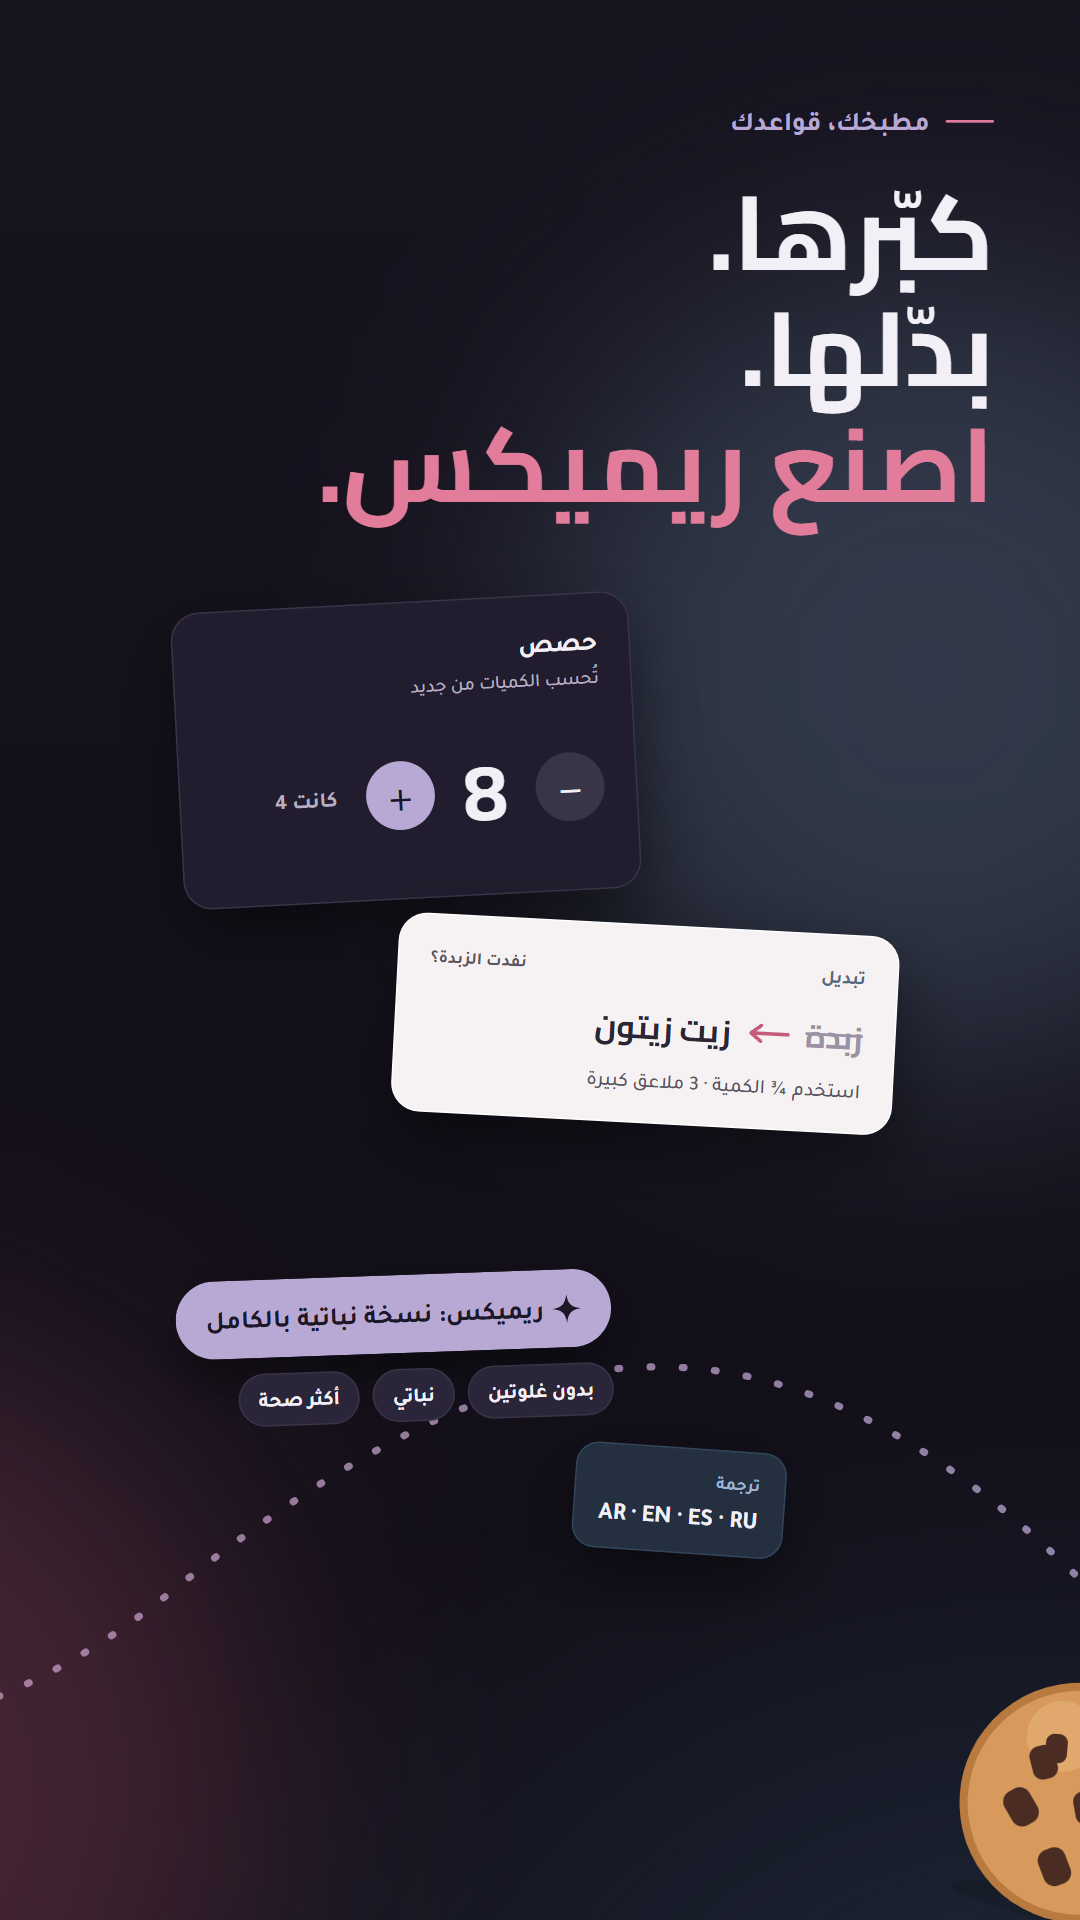 مطبخك، قواعدك
كبّرها.
بدّلها.
اصنع ريميكس.
حصص
تُحسب الكميات من جديد
− 8 + كانت 4
تبديل نفدت الزبدة؟
زبدة ← زيت زيتون
استخدم ¾ الكمية · 3 ملاعق كبيرة
ريميكس: نسخة نباتية بالكامل
بدون غلوتين نباتي أكثر صحة
ترجمة
AR · EN · ES · RU